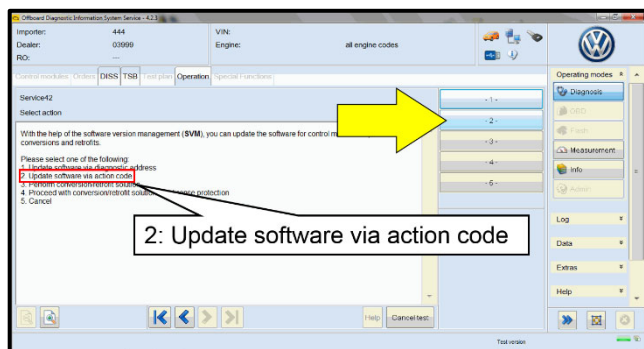 Offboard Diagnostic Information System Service - 4.2.3
Importer: 444
Dealer: 03999
RO: ---
VIN:
Engine: all engine codes
Control modules Orders DISS TSB Test plan Operation Special Functions
Service42
Select action
With the help of the software version management (SVM), you can update the software for control m
conversions and retrofits.
Please select one of the following:
1. Update software via diagnostic address
2. Update software via action code
3. Perform conversion/retrofit solution
4. Proceed with conversion/retrofit solution protection
5. Cancel
- 1 -
- 2 -
- 3 -
- 4 -
- 5 -
2: Update software via action code
Help
Cancel test
Operating modes
Diagnosis
OBD
Flash
Measurement
Info
Admin
Log
Data
Extras
Help
Test version